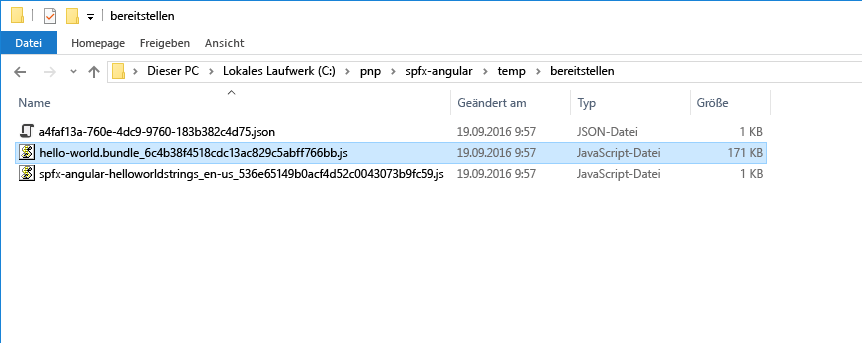 bereitstellen
Datei Homepage Freigeben Ansicht
Dieser PC Lokales Laufwerk (C:) pnp spfx-angular temp bereitstellen
Name Geändert am Typ Größe
a4faf13a-760e-4dc9-9760-183b382c4d75.json 19.09.2016 9:57 JSON-Datei 1 KB
hello-world.bundle_6c4b38f4518cdc13ac829c5abff766bb.js 19.09.2016 9:57 JavaScript-Datei 171 KB
spfx-angular-helloworldstrings_en-us_536e65149b0acf4d52c0043073b9fc59.js 19.09.2016 9:57 JavaScript-Datei 1 KB